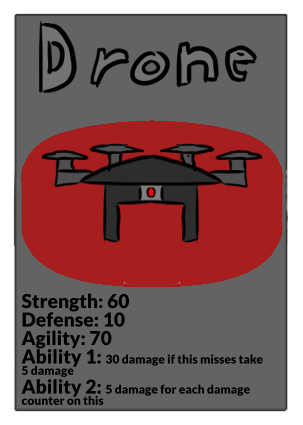 Drone
Strength: 60
Defense: 10
Agility: 70
Ability 1: 30 damage if this misses take
5 damage
Ability 2: 5 damage for each damage
counter on this